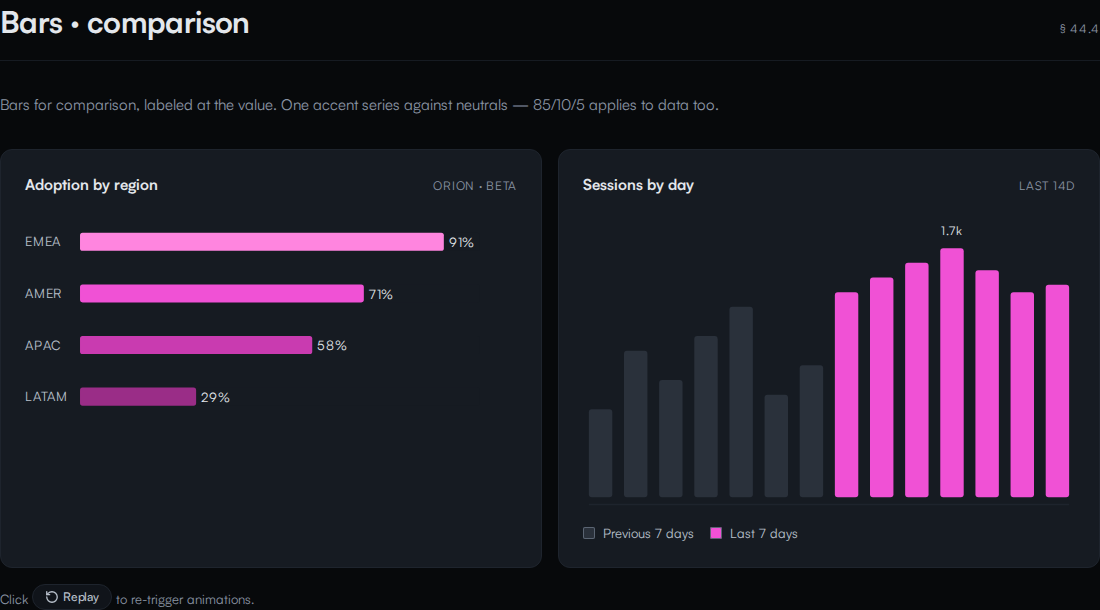 Bars · comparison
§ 44.4
Bars for comparison, labeled at the value. One accent series against neutrals — 85/10/5 applies to data too.
Adoption by region
ORION · BETA
EMEA 91%
AMER 71%
APAC 58%
LATAM 29%
Sessions by day
LAST 14D
1.7k
Previous 7 days
Last 7 days
Click Replay to re-trigger animations.